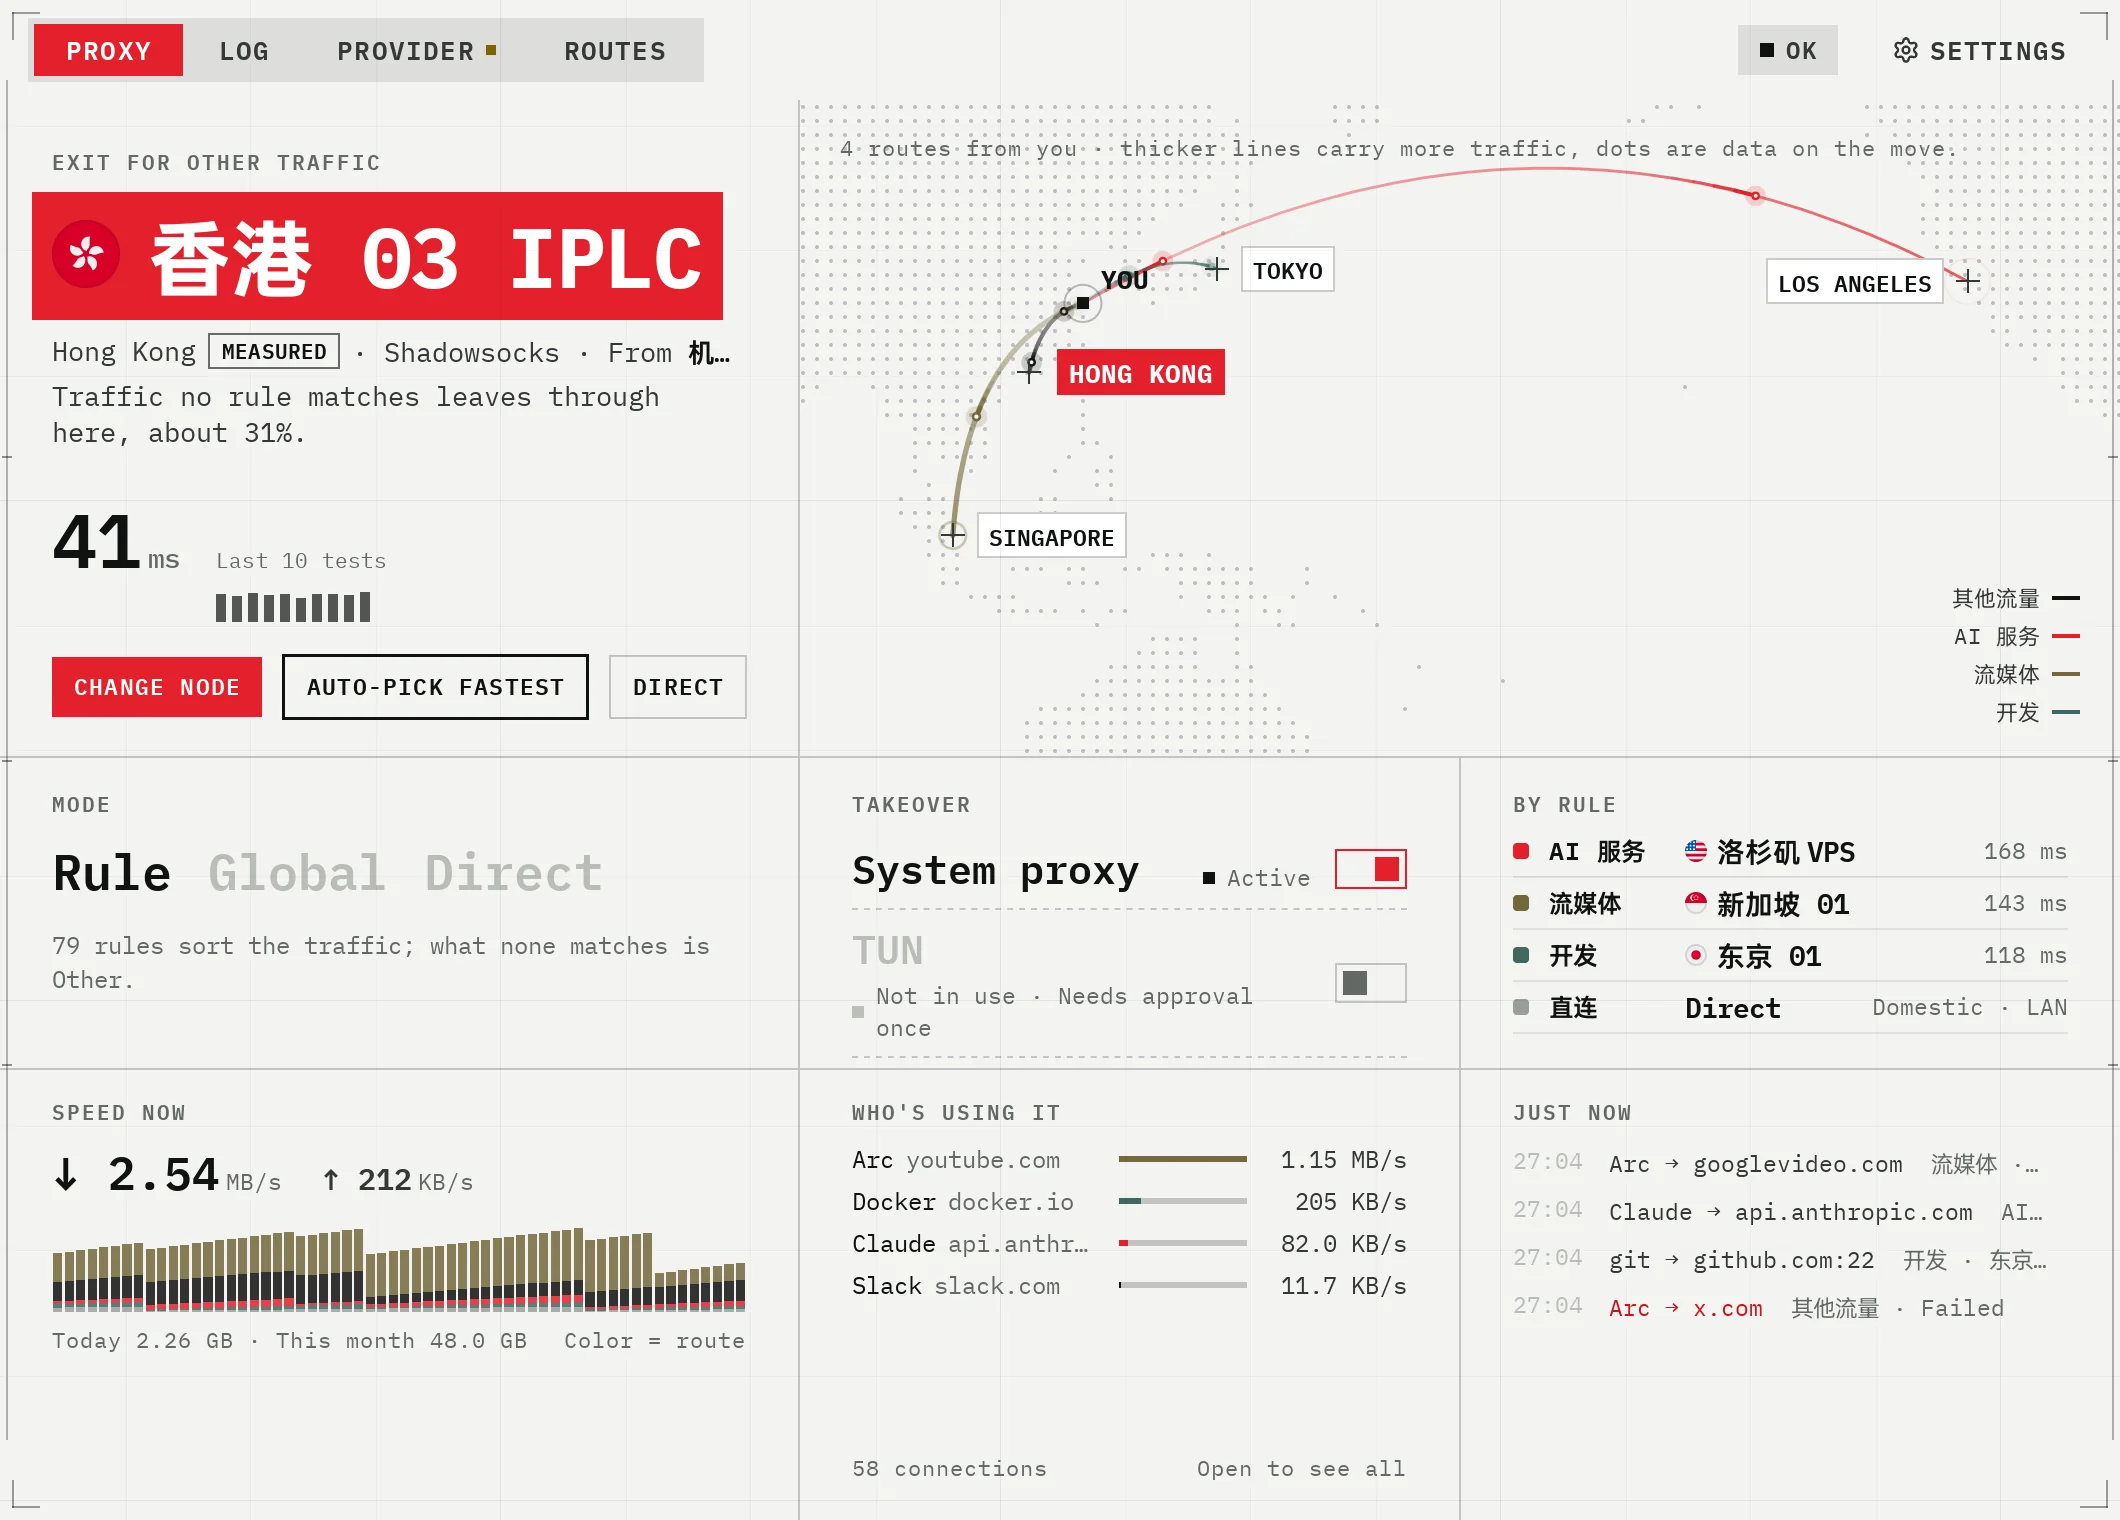 PROXY LOG PROVIDER ROUTES OK SETTINGS
EXIT FOR OTHER TRAFFIC
香港 03 IPLC
Hong Kong MEASURED · Shadowsocks · From 机…
Traffic no rule matches leaves through
here, about 31%.
41 ms Last 10 tests
CHANGE NODE AUTO-PICK FASTEST DIRECT
4 routes from you · thicker lines carry more traffic, dots are data on the move.
YOU
TOKYO
LOS ANGELES
HONG KONG
SINGAPORE
其他流量
AI 服务
流媒体
开发
MODE
Rule Global Direct
79 rules sort the traffic; what none matches is
Other.
TAKEOVER
System proxy Active
TUN
Not in use · Needs approval
once
BY RULE
AI 服务 洛杉矶 VPS 168 ms
流媒体 新加坡 01 143 ms
开发 东京 01 118 ms
直连 Direct Domestic · LAN
SPEED NOW
↓ 2.54 MB/s ↑ 212 KB/s
Today 2.26 GB · This month 48.0 GB Color = route
WHO'S USING IT
Arc youtube.com 1.15 MB/s
Docker docker.io 205 KB/s
Claude api.anthr… 82.0 KB/s
Slack slack.com 11.7 KB/s
58 connections Open to see all
JUST NOW
27:04 Arc → googlevideo.com 流媒体 ·…
27:04 Claude → api.anthropic.com AI…
27:04 git → github.com:22 开发 · 东京…
27:04 Arc → x.com 其他流量 · Failed